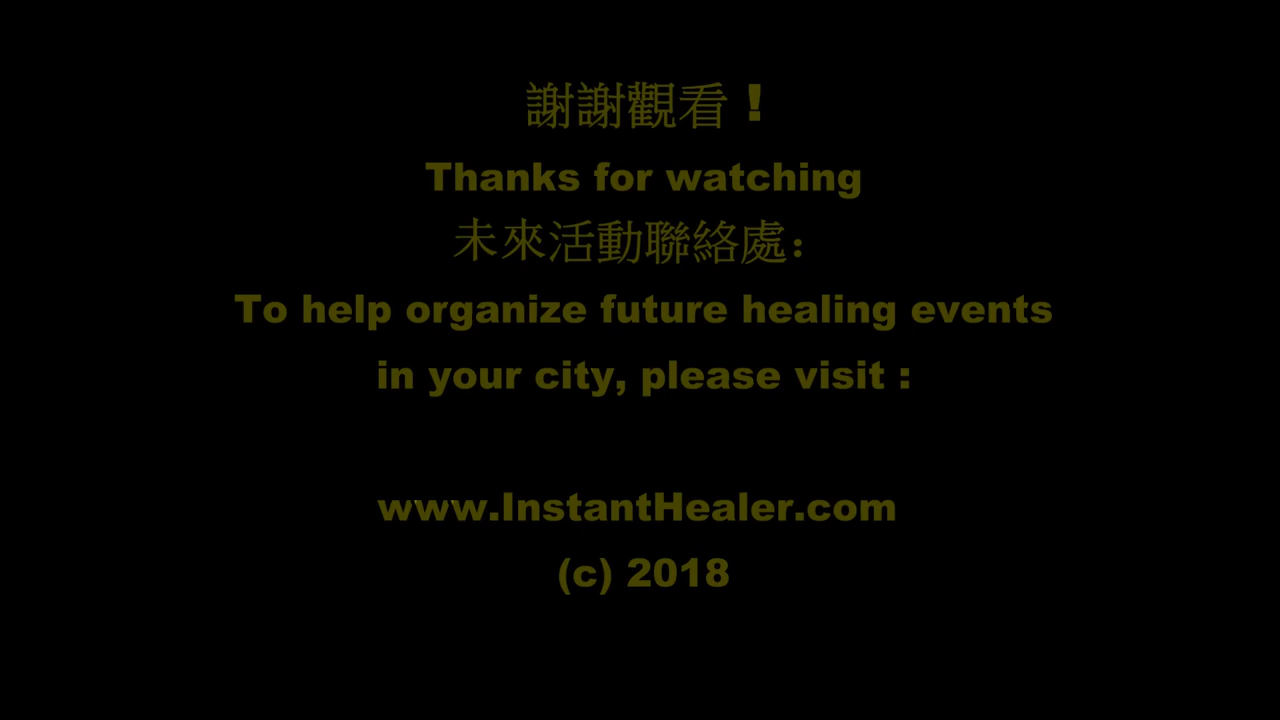 謝謝觀看！
Thanks for watching
未來活動聯絡處：
To help organize future healing events
in your city, please visit :
www.InstantHealer.com
(c) 2018